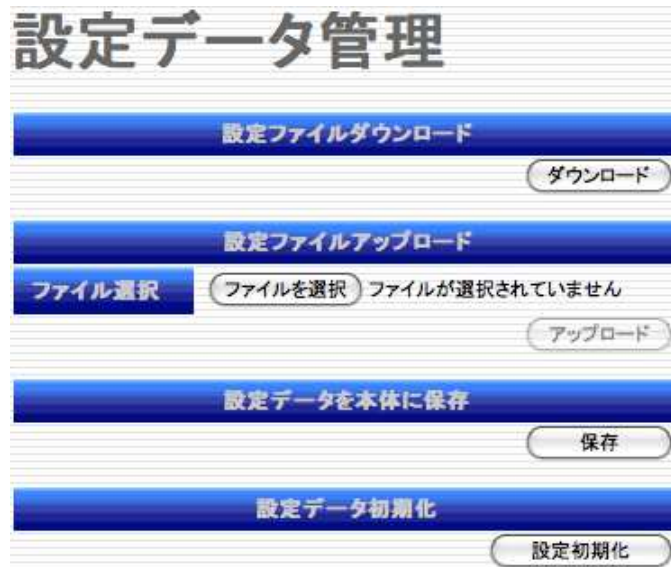 設定データ管理
設定ファイルダウンロード
ダウンロード
設定ファイルアップロード
ファイル選択 ファイルを選択 ファイルが選択されていません
アップロード
設定データを本体に保存
保存
設定データ初期化
設定初期化